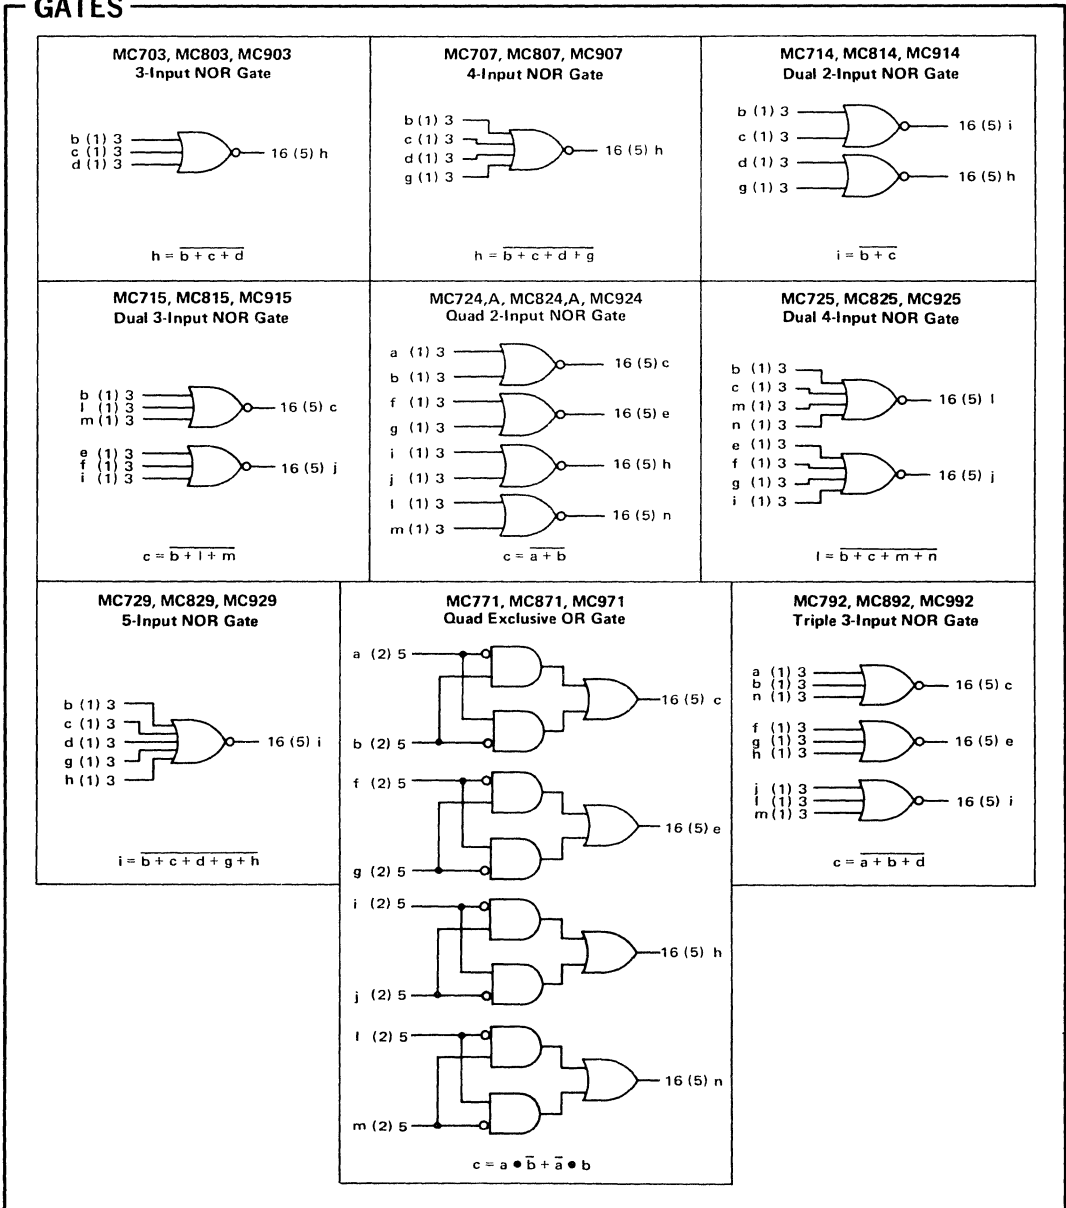 GATES
MC703, MC803, MC903
3-Input NOR Gate
b (1) 3
c (1) 3
d (1) 3
16 (5) h
h = b + c + d
MC707, MC807, MC907
4-Input NOR Gate
b (1) 3
c (1) 3
d (1) 3
g (1) 3
16 (5) h
h = b + c + d + g
MC714, MC814, MC914
Dual 2-Input NOR Gate
b (1) 3
c (1) 3
16 (5) i
d (1) 3
g (1) 3
16 (5) h
i = b + c
MC715, MC815, MC915
Dual 3-Input NOR Gate
b (1) 3
l (1) 3
m (1) 3
16 (5) c
e (1) 3
f (1) 3
i (1) 3
16 (5) j
c = b + l + m
MC724,A, MC824,A, MC924
Quad 2-Input NOR Gate
a (1) 3
b (1) 3
16 (5) c
f (1) 3
g (1) 3
16 (5) e
i (1) 3
j (1) 3
16 (5) h
l (1) 3
m (1) 3
16 (5) n
c = a + b
MC725, MC825, MC925
Dual 4-Input NOR Gate
b (1) 3
c (1) 3
m (1) 3
n (1) 3
16 (5) l
e (1) 3
f (1) 3
g (1) 3
i (1) 3
16 (5) j
l = b + c + m + n
MC729, MC829, MC929
5-Input NOR Gate
b (1) 3
c (1) 3
d (1) 3
g (1) 3
h (1) 3
16 (5) i
i = b + c + d + g + h
MC771, MC871, MC971
Quad Exclusive OR Gate
a (2) 5
b (2) 5
16 (5) c
f (2) 5
g (2) 5
16 (5) e
i (2) 5
j (2) 5
16 (5) h
l (2) 5
m (2) 5
16 (5) n
c = a • b̅ + a̅ • b
MC792, MC892, MC992
Triple 3-Input NOR Gate
a (1) 3
b (1) 3
n (1) 3
16 (5) c
f (1) 3
g (1) 3
h (1) 3
16 (5) e
j (1) 3
l (1) 3
m (1) 3
16 (5) i
c = a + b + d